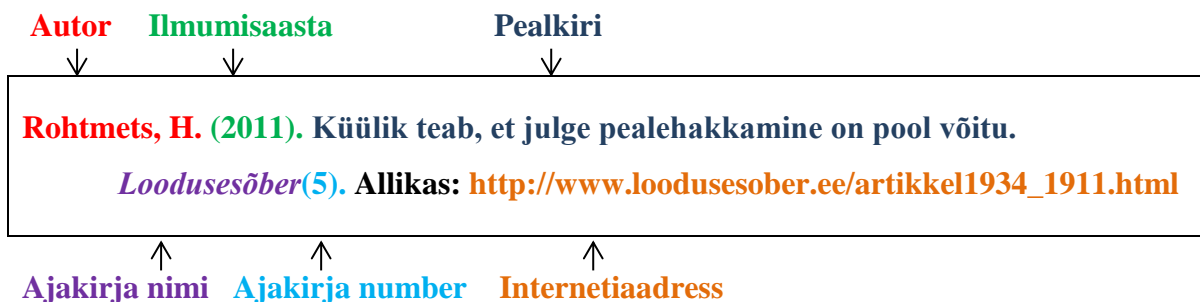 Autor Ilmumisaasta Pealkiri
Rohtmets, H. (2011). Küülik teab, et julge pealehakkamine on pool võitu.
Loodusesõber(5). Allikas: http://www.loodusesober.ee/artikkel1934_1911.html
Ajakirja nimi Ajakirja number Internetiaadress